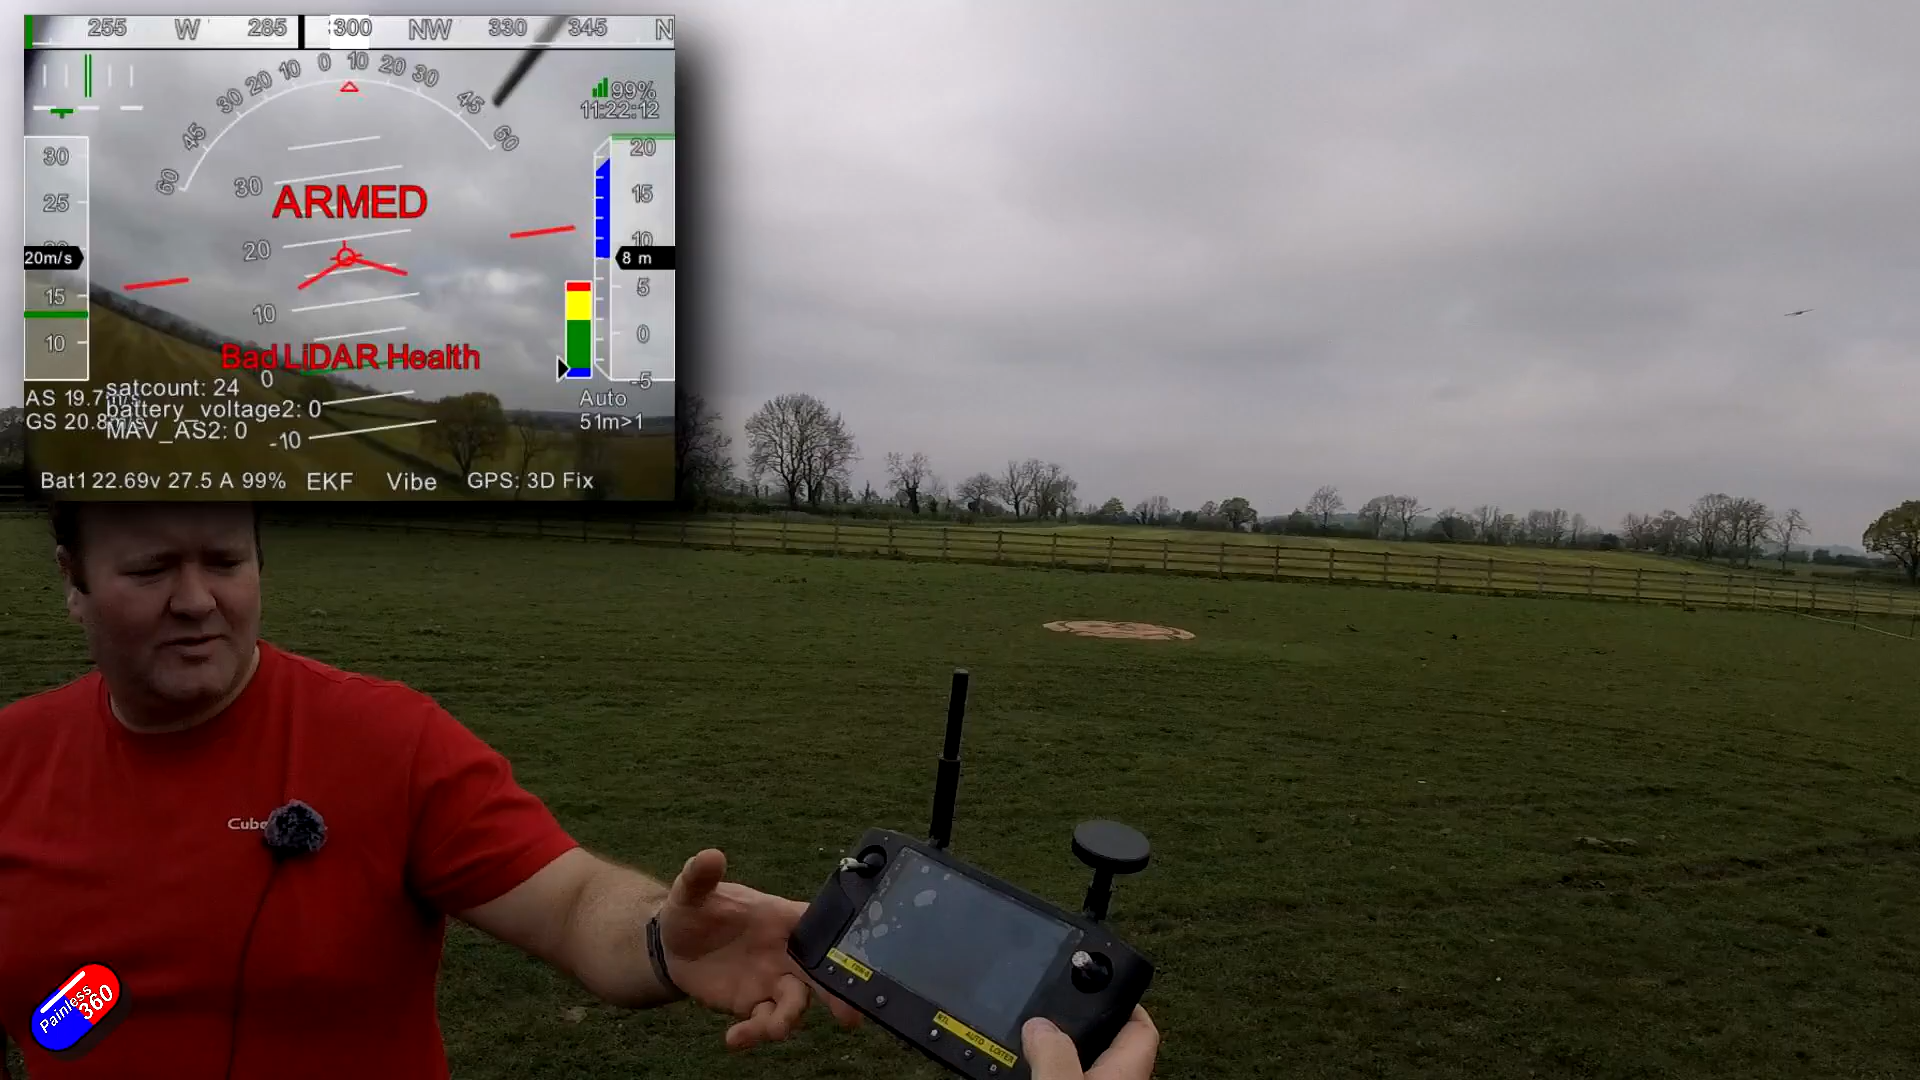 255 W 285 300 NW 330 345 N
60 45 30 20 10 0 10 20 30 45 60
99%
11:22:12
30
25
20m/s
15
10
30
20
10
0
-10
ARMED
Bad LiDAR Health
20
15
10
8 m
5
0
-5
AS 19.7
GS 20.8
satcount: 24
battery_voltage2: 0
MAV_AS2: 0
Auto
51m>1
Bat1 22.69v 27.5 A 99% EKF Vibe GPS: 3D Fix
Cube
RTL AUTO LOITER
Painless
360